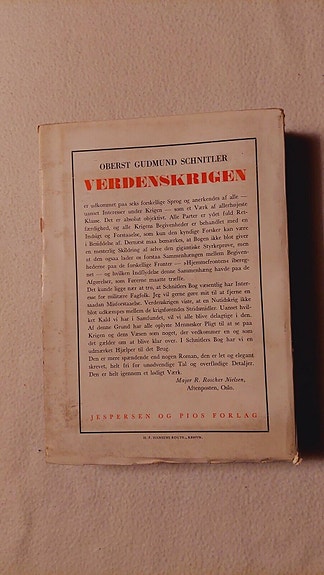 OBERST GUDMUND SCHNITLER
VERDENSKRIGEN
er udkommet paa seks forskellige Sprog og anerkendes af alle —
uanset Interesser under Krigen — som et Værk af allerhøjeste
Klasse. Det er absolut objektivt. Alle Parter er ydet fuld Ret-
færdighed, og alle Krigens Begivenheder er behandlet med en
Indsigt og Forstaaelse, som kun den kyndige Forsker kan være
i Besiddelse af. Dernæst maa bemærkes, at Bogen ikke blot giver
en mesterlig Skildring af selve den gigantiske Styrkeprøve, men
at den ogsaa lader os forstaa Sammenhængen mellem Begiven-
hederne paa de forskellige Fronter — »Hjemmefronten« iberegi-
net — og hvilken Indflydelse denne Sammenhæng havde paa de
Afgørelser, som Førerne maatte træffe.
Det kunde ligge nær at tro, at Schnitlers Bog væsentlig har Inter-
esse for militære Fagfolk. Jeg vil gerne gøre mit til at fjerne en
saadan Misforstaaelse. Verdenskrigen viste, at en Nutidskrig ikke
blot udkæmpes mellem de krigsførendes Stridsmidler. Uanset hvil-
ket Kald vi har i Samfundet, vil vi alle blive delagtige i den.
Af denne Grund har alle oplyste Mennesker Pligt til at se paa
Krigen og dens Væsen som noget, der vedkommer en og som
det gælder om at blive klar over. I Schnitlers Bog har vi en
udmærket Hjælper til det Brug.
Den er mere spændende end nogen Roman, den er let og elegant
skrevet, helt fri for unødvendige Tal og overflødige Detaljer.
Den er helt igennem et lødigt Værk.
Major R. Roscher Nielsen,
Aftenposten, Oslo.
JESPERSEN OG PIOS FORLAG